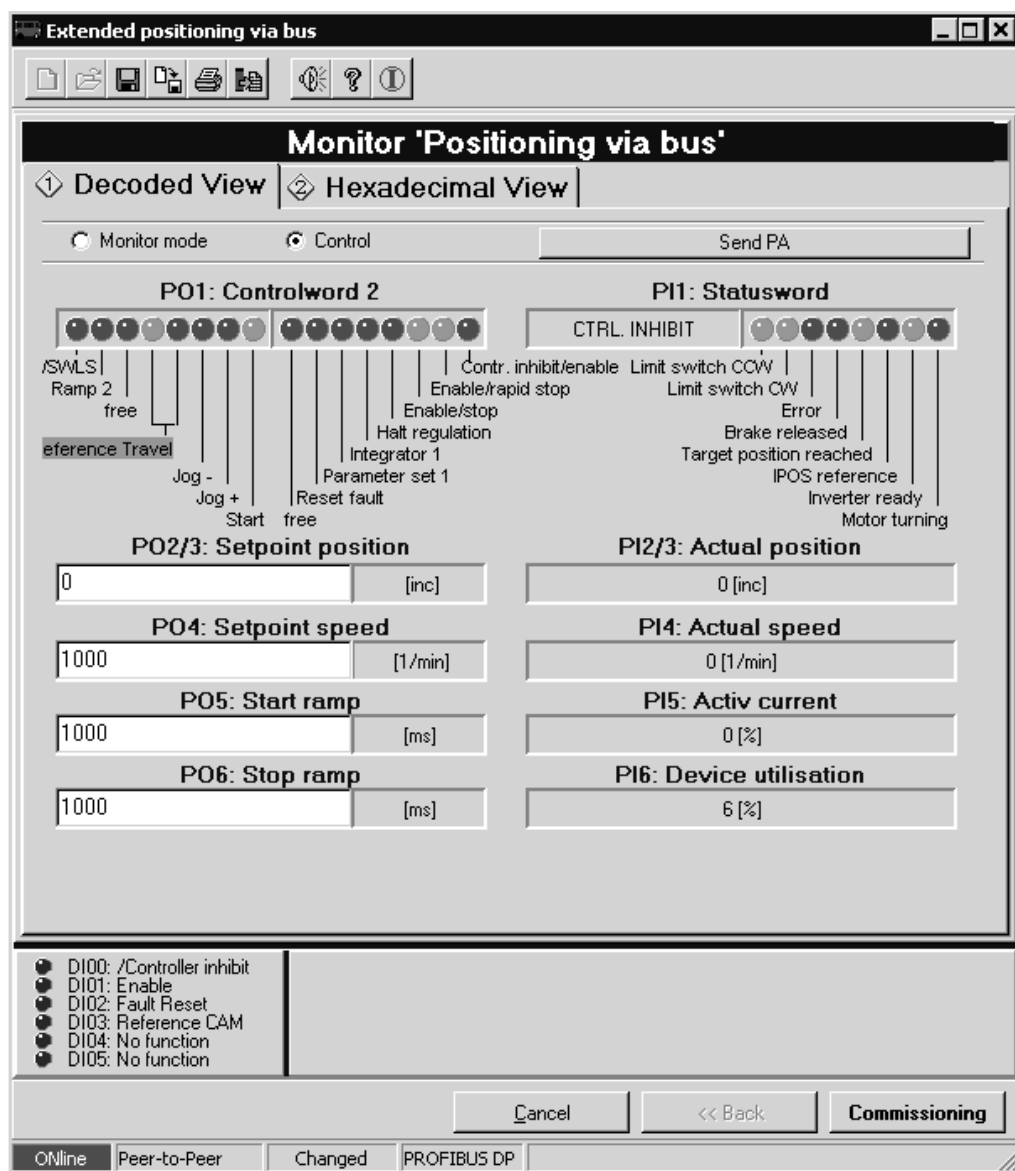 Extended positioning via bus
Monitor 'Positioning via bus'
1 Decoded View
2 Hexadecimal View
Monitor mode
Control
Send PA
PO1: Controlword 2
PI1: Statusword
CTRL. INHIBIT
/SWLS
Ramp 2
free
eference Travel
Jog -
Jog +
Start
free
Reset fault
Parameter set 1
Integrator 1
Halt regulation
Enable/stop
Enable/rapid stop
Contr. inhibit/enable
Limit switch CCW
Limit switch CW
Error
Brake released
Target position reached
IPOS reference
Inverter ready
Motor turning
PO2/3: Setpoint position
0 [inc]
PI2/3: Actual position
0 [inc]
PO4: Setpoint speed
1000 [1/min]
PI4: Actual speed
0 [1/min]
PO5: Start ramp
1000 [ms]
PI5: Activ current
0 [%]
PO6: Stop ramp
1000 [ms]
PI6: Device utilisation
6 [%]
DI00: /Controller inhibit
DI01: Enable
DI02: Fault Reset
DI03: Reference CAM
DI04: No function
DI05: No function
Cancel
<< Back
Commissioning
ONline
Peer-to-Peer
Changed
PROFIBUS DP